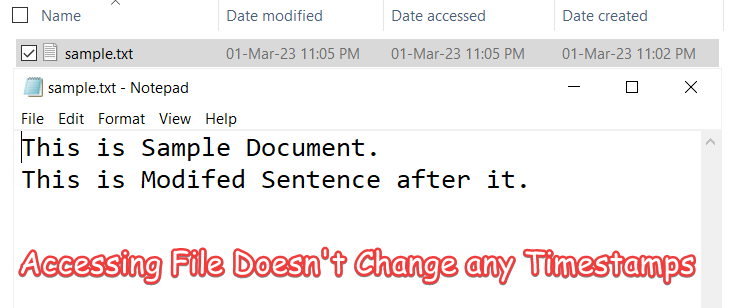 Name Date modified Date accessed Date created
sample.txt 01-Mar-23 11:05 PM 01-Mar-23 11:05 PM 01-Mar-23 11:02 PM
sample.txt - Notepad
File Edit Format View Help
This is Sample Document.
This is Modifed Sentence after it.
Accessing File Doesn't Change any Timestamps